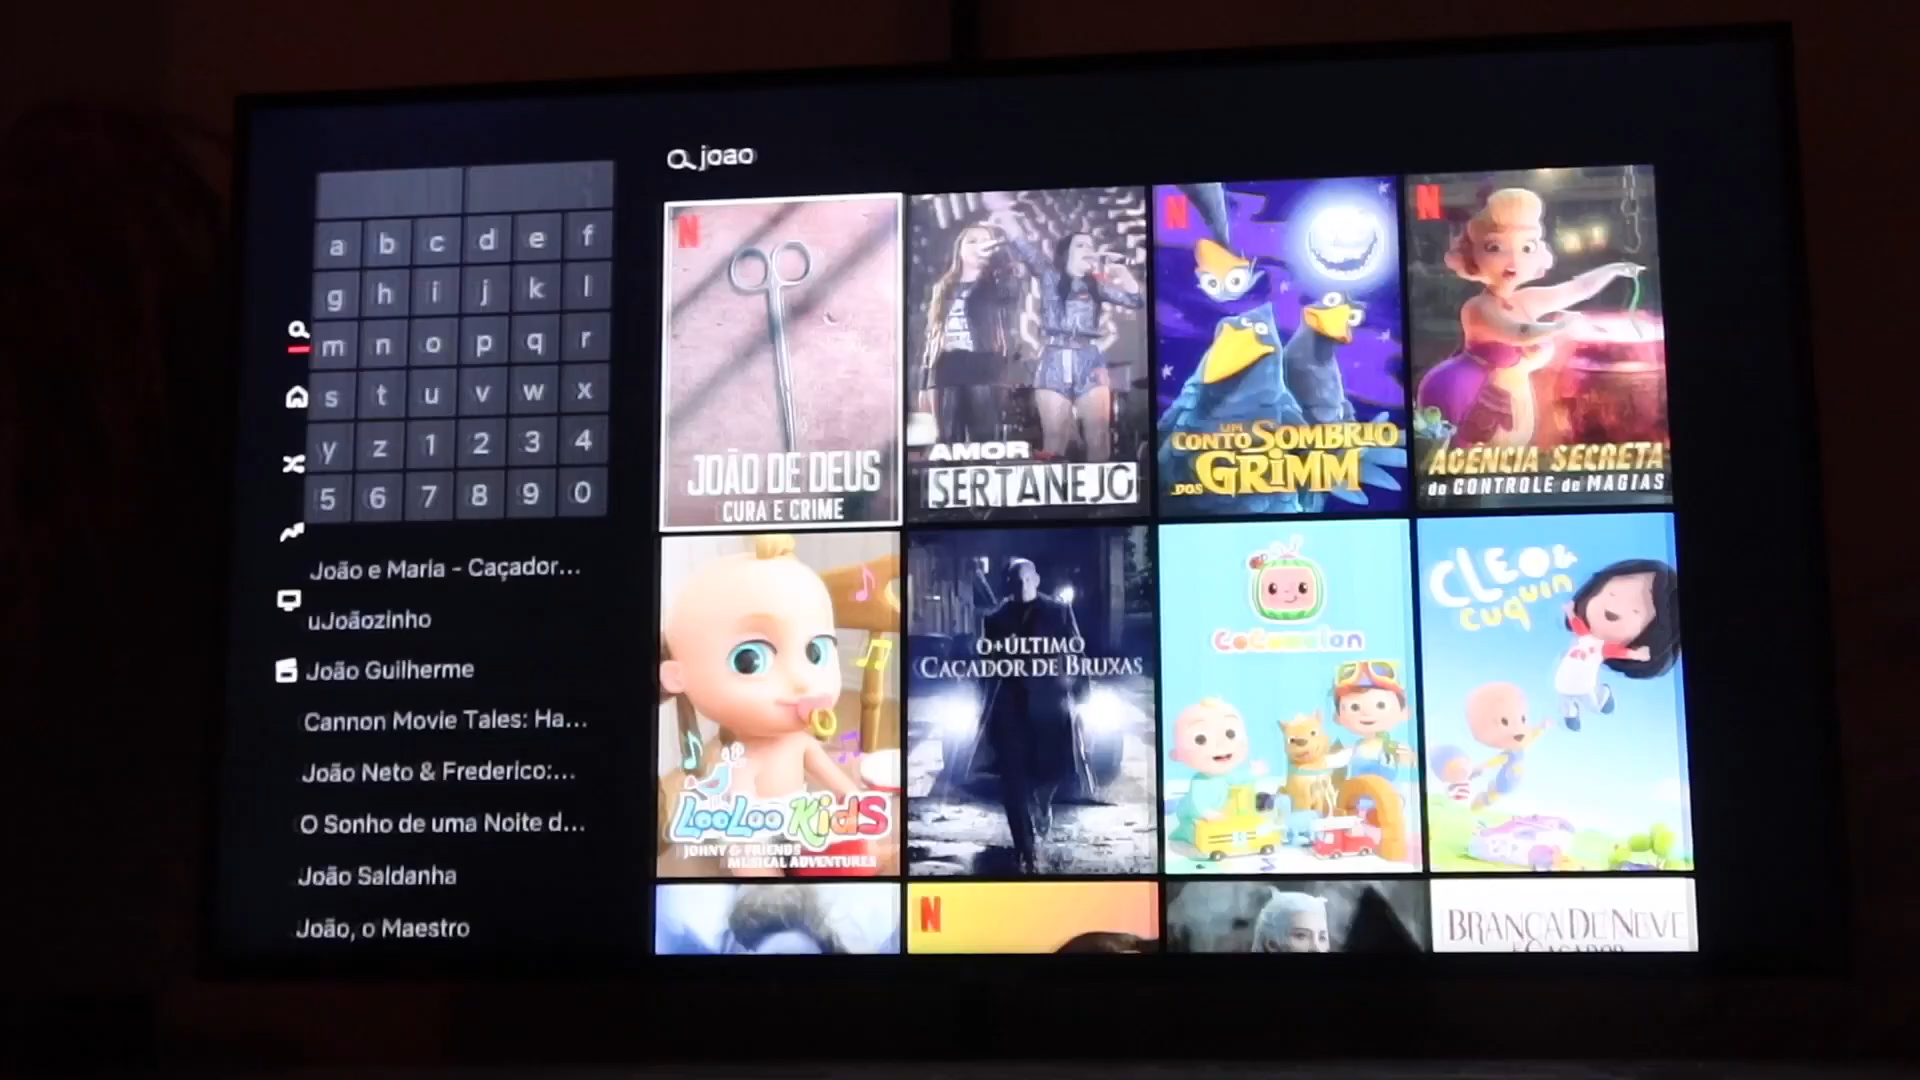 joao
a b c d e f
g h i j k l
m n o p q r
s t u v w x
y z 1 2 3 4
5 6 7 8 9 0
João e Maria - Caçador...
uJoãozinho
João Guilherme
Cannon Movie Tales: Ha...
João Neto & Frederico:...
O Sonho de uma Noite d...
João Saldanha
João, o Maestro
N
JOÃO DE DEUS
CURA E CRIME
AMOR
SERTANEJO
N
UM
CONTO SOMBRIO
DOS GRIMM
N
AGÊNCIA SECRETA
de CONTROLE de MAGIAS
LooLoo KidS
JOHNY & FRIENDS
MUSICAL ADVENTURES
O ÚLTIMO
CAÇADOR DE BRUXAS
CoComelon
CLEO &
cuquin
N
BRANCA DE NEVE
E O CAÇADOR